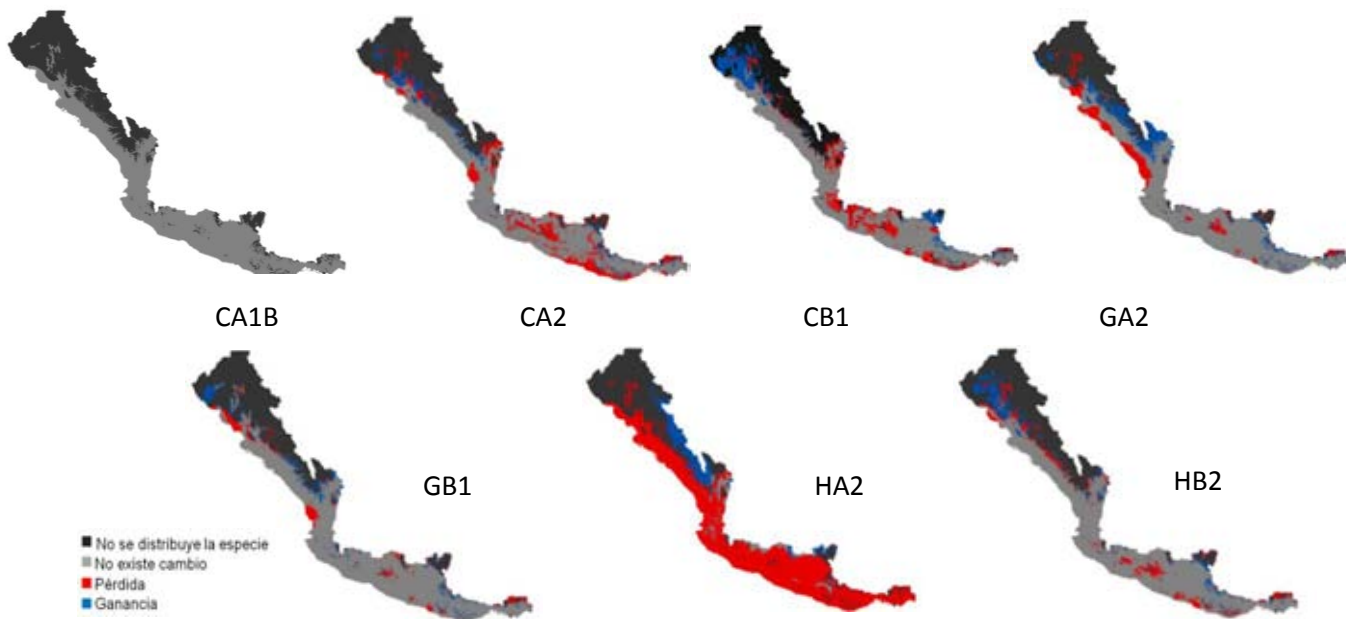 CA1B
CA2
CB1
GA2
GB1
HA2
HB2
No se distribuye la especie
No existe cambio
Pérdida
Ganancia